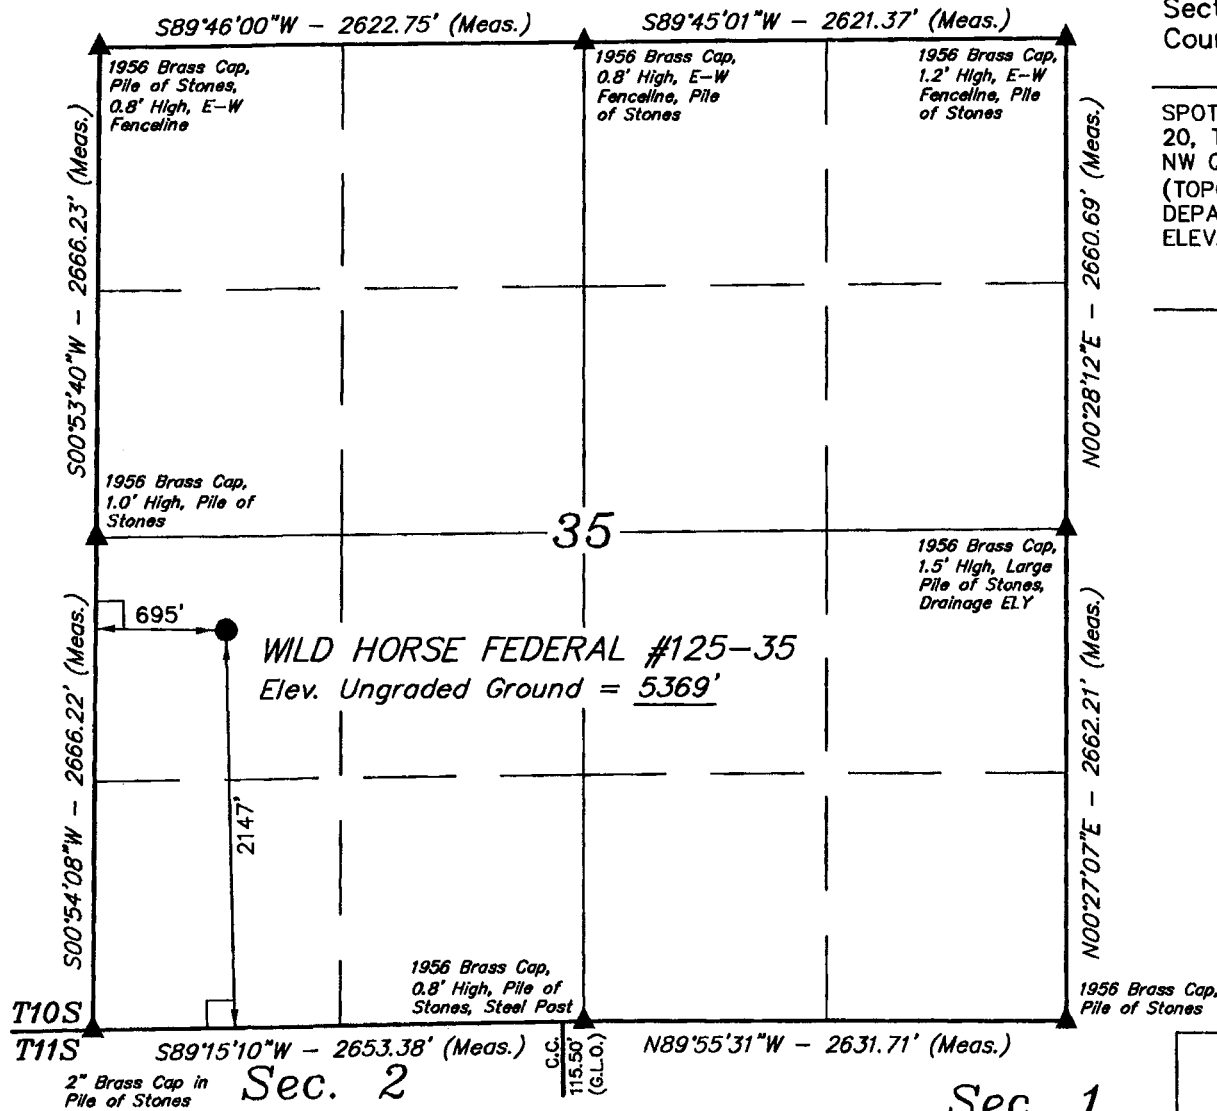 S89°46'00"W – 2622.75' (Meas.)
S89°45'01"W – 2621.37' (Meas.)
1956 Brass Cap,
Pile of Stones,
0.8' High, E–W
Fenceline
1956 Brass Cap,
0.8' High, E–W
Fenceline, Pile
of Stones
1956 Brass Cap,
1.2' High, E–W
Fenceline, Pile
of Stones
S00°53'40"W – 2666.23' (Meas.)
N00°28'12"E – 2660.69' (Meas.)
1956 Brass Cap,
1.0' High, Pile of
Stones
35
1956 Brass Cap,
1.5' High, Large
Pile of Stones,
Drainage ELY
695'
WILD HORSE FEDERAL #125–35
Elev. Ungraded Ground = 5369'
S00°54'08"W – 2666.22' (Meas.)
2147'
N00°27'07"E – 2662.21' (Meas.)
1956 Brass Cap,
0.8' High, Pile of
Stones, Steel Post
1956 Brass Cap,
Pile of Stones
T10S
T11S
S89°15'10"W – 2653.38' (Meas.)
C.C.
115.50'
(G.L.O.)
N89°55'31"W – 2631.71' (Meas.)
2" Brass Cap in
Pile of Stones
Sec. 2
Sec. 1
SPOT
20,
NW
ELEV.